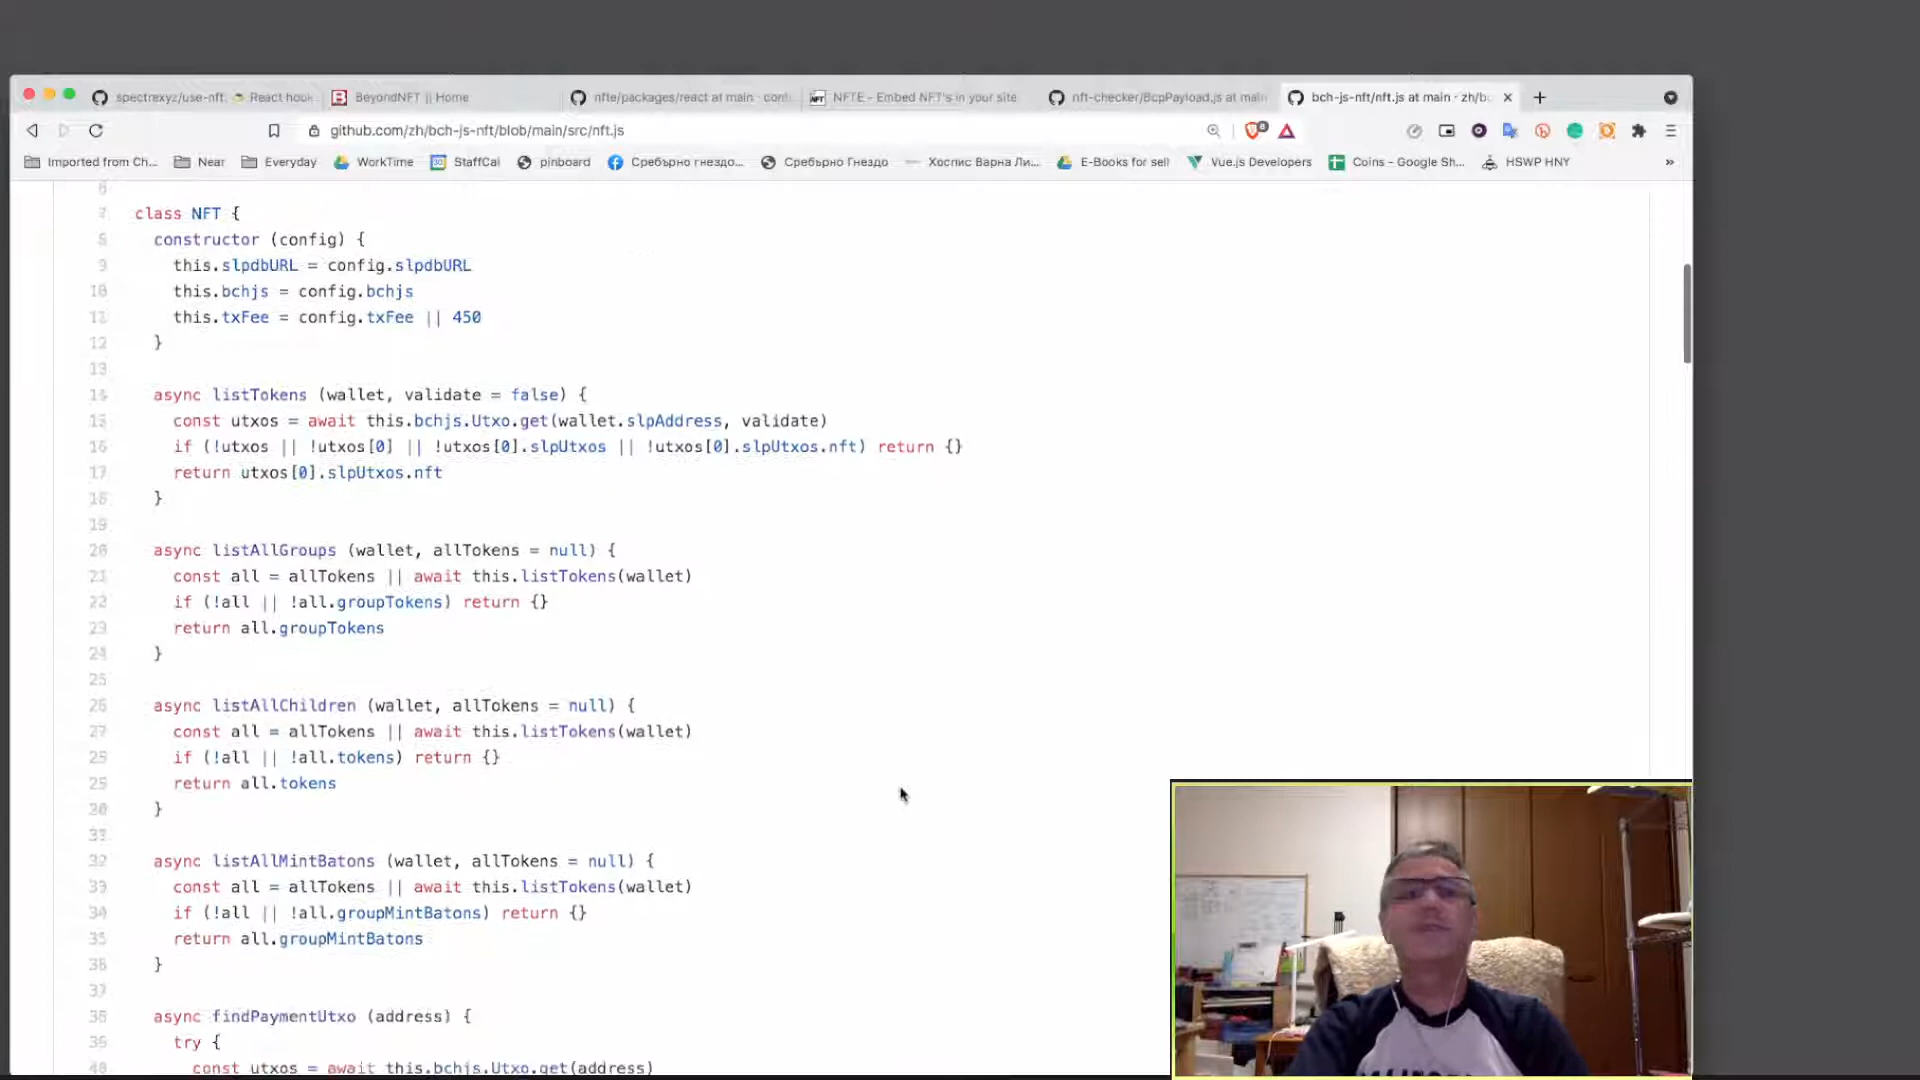 spectrexyz/use-nft: React hook
BeyondNFT || Home
nfte/packages/react at main · cont
NFTE - Embed NFT's in your site
nft-checker/BcpPayload.js at main
bch-js-nft/nft.js at main · zh/bc
github.com/zh/bch-js-nft/blob/main/src/nft.js
Imported from Ch...
Near
Everyday
WorkTime
StaffCal
pinboard
Сребърно гнездо...
Сребърно Гнездо
Хоспис Варна Ли...
E-Books for sell
Vue.js Developers
Coins - Google Sh...
HSWP HNY
»
6
7 class NFT {
8 constructor (config) {
9 this.slpdbURL = config.slpdbURL
10 this.bchjs = config.bchjs
11 this.txFee = config.txFee || 450
12 }
13
14 async listTokens (wallet, validate = false) {
15 const utxos = await this.bchjs.Utxo.get(wallet.slpAddress, validate)
16 if (!utxos || !utxos[0] || !utxos[0].slpUtxos || !utxos[0].slpUtxos.nft) return {}
17 return utxos[0].slpUtxos.nft
18 }
19
20 async listAllGroups (wallet, allTokens = null) {
21 const all = allTokens || await this.listTokens(wallet)
22 if (!all || !all.groupTokens) return {}
23 return all.groupTokens
24 }
25
26 async listAllChildren (wallet, allTokens = null) {
27 const all = allTokens || await this.listTokens(wallet)
28 if (!all || !all.tokens) return {}
29 return all.tokens
30 }
31
32 async listAllMintBatons (wallet, allTokens = null) {
33 const all = allTokens || await this.listTokens(wallet)
34 if (!all || !all.groupMintBatons) return {}
35 return all.groupMintBatons
36 }
37
38 async findPaymentUtxo (address) {
39 try {
40 const utxos = await this.bchjs.Utxo.get(address)